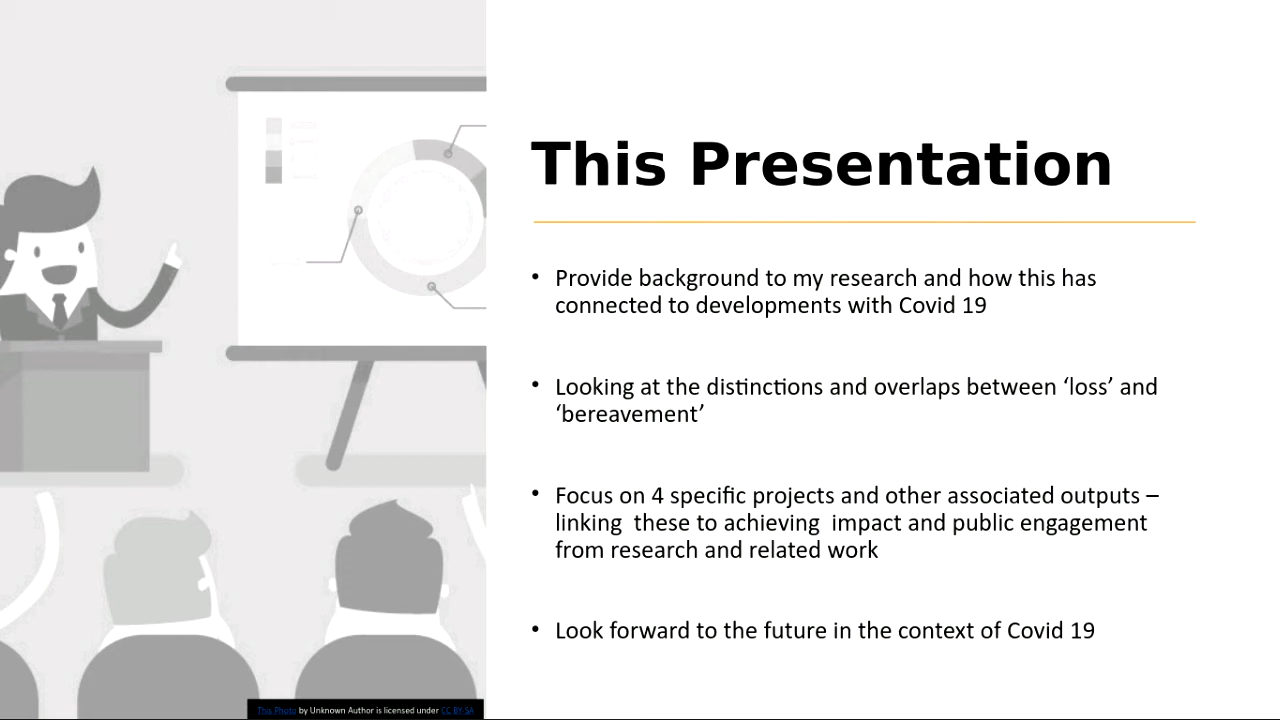 This Presentation
• Provide background to my research and how this has
connected to developments with Covid 19
• Looking at the distinctions and overlaps between ‘loss’ and
‘bereavement’
• Focus on 4 specific projects and other associated outputs –
linking  these to achieving  impact and public engagement
from research and related work
• Look forward to the future in the context of Covid 19
This Photo by Unknown Author is licensed under CC BY-SA